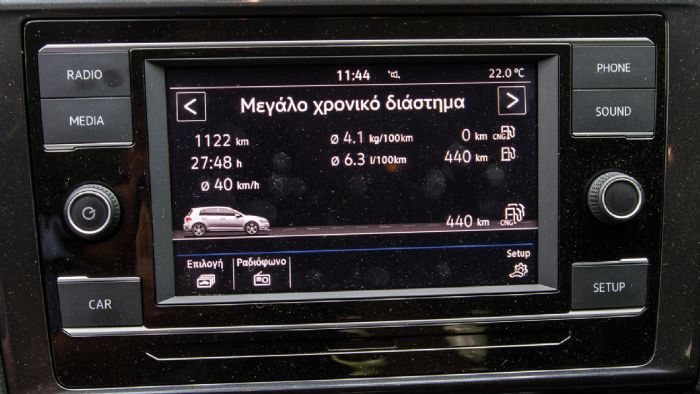 RADIO
MEDIA
CAR
11:44
22.0 °C
< Μεγάλο χρονικό διάστημα >
1122 km ø 4.1 kg/100km 0 km CNG
27:48 h ø 6.3 l/100km 440 km
ø 40 km/h
440 km CNG
Επιλογή Ραδιόφωνο Setup
PHONE
SOUND
SETUP